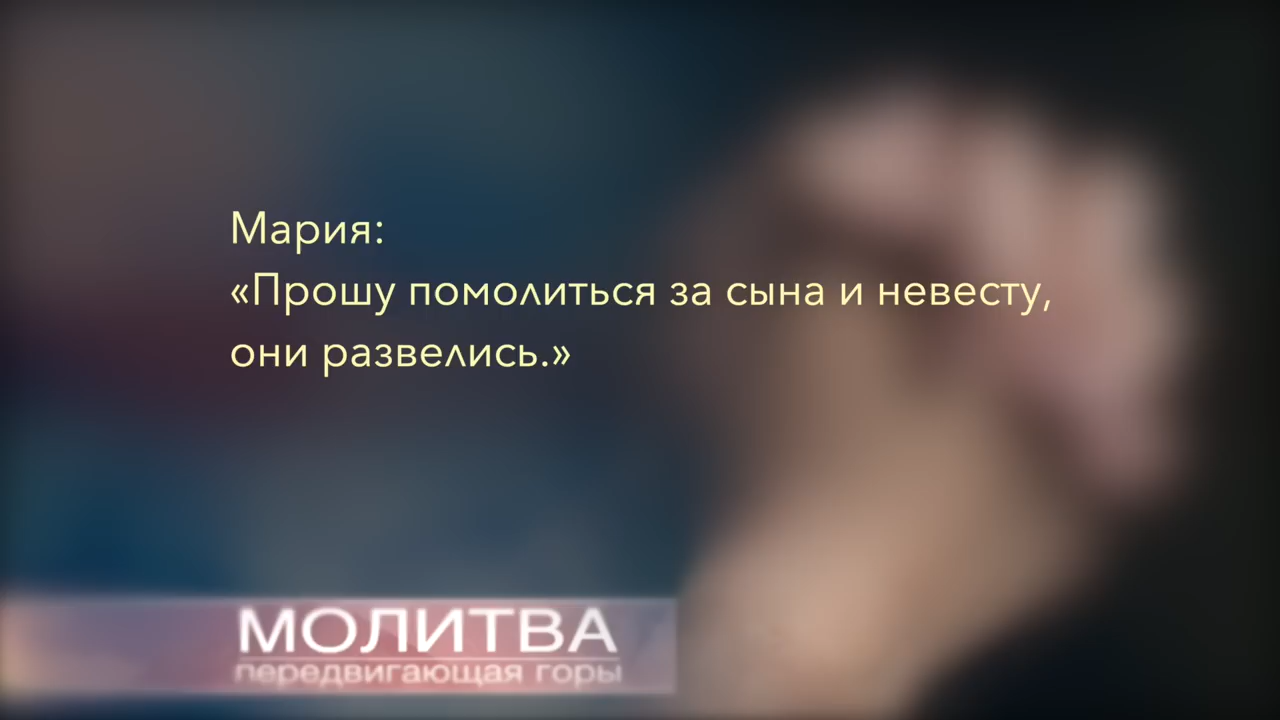 Мария:
«Прошу помолиться за сына и невесту,
они развелись.»
МОЛИТВА
передвигающая горы